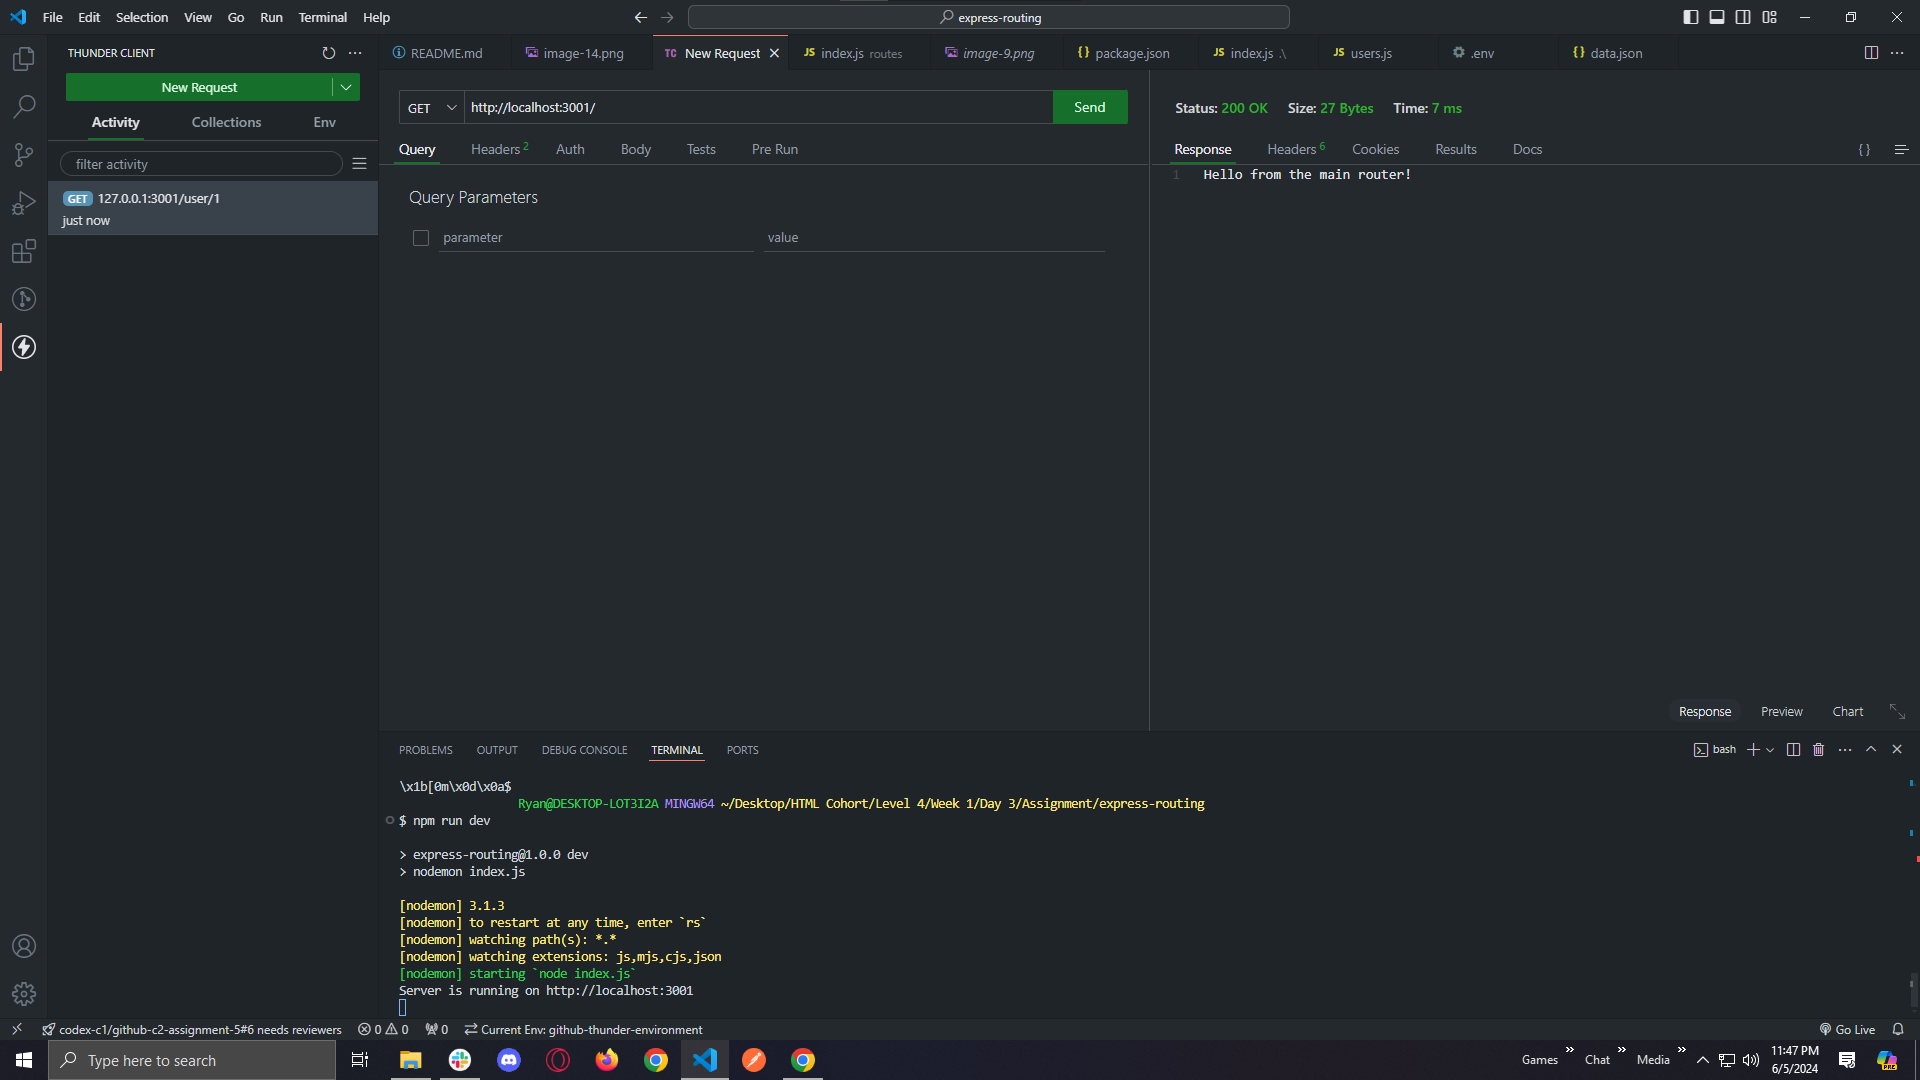 File Edit Selection View Go Run Terminal Help
express-routing
THUNDER CLIENT
New Request
Activity Collections Env
filter activity
GET 127.0.0.1:3001/user/1
just now
README.md image-14.png TC New Request JS index.js routes image-9.png {} package.json JS index.js .\ JS users.js .env {} data.json
GET http://localhost:3001/ Send
Query Headers 2 Auth Body Tests Pre Run
Query Parameters
parameter value
Status: 200 OK Size: 27 Bytes Time: 7 ms
Response Headers 6 Cookies Results Docs {}
1 Hello from the main router!
Response Preview Chart
PROBLEMS OUTPUT DEBUG CONSOLE TERMINAL PORTS
bash
\x1b[0m\x0d\x0a$
Ryan@DESKTOP-LOT3I2A MINGW64 ~/Desktop/HTML Cohort/Level 4/Week 1/Day 3/Assignment/express-routing
$ npm run dev
> express-routing@1.0.0 dev
> nodemon index.js
[nodemon] 3.1.3
[nodemon] to restart at any time, enter `rs`
[nodemon] watching path(s): *.*
[nodemon] watching extensions: js,mjs,cjs,json
[nodemon] starting `node index.js`
Server is running on http://localhost:3001
codex-c1/github-c2-assignment-5#6 needs reviewers 0 0 0 Current Env: github-thunder-environment Go Live
Type here to search
Games » Chat » Media »
11:47 PM
6/5/2024
PRE